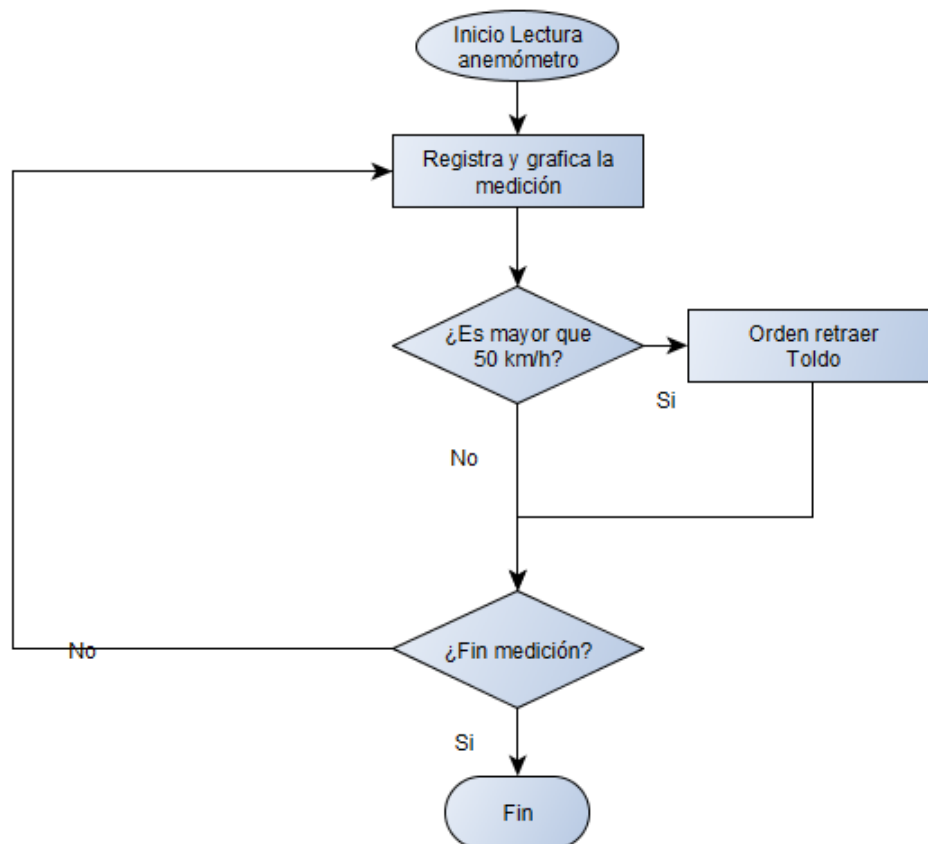 Inicio Lectura
anemómetro
Registra y grafica la
medición
¿Es mayor que
50 km/h?
Orden retraer
Toldo
Si
No
¿Fin medición?
No
Si
Fin